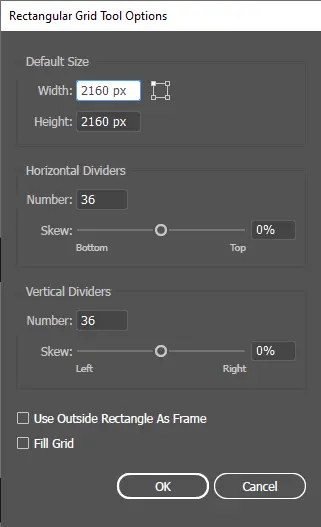 Rectangular Grid Tool Options
Default Size
Width: 2160 px
Height: 2160 px
Horizontal Dividers
Number: 36
Skew: 0%
Bottom Top
Vertical Dividers
Number: 36
Skew: 0%
Left Right
Use Outside Rectangle As Frame
Fill Grid
OK Cancel